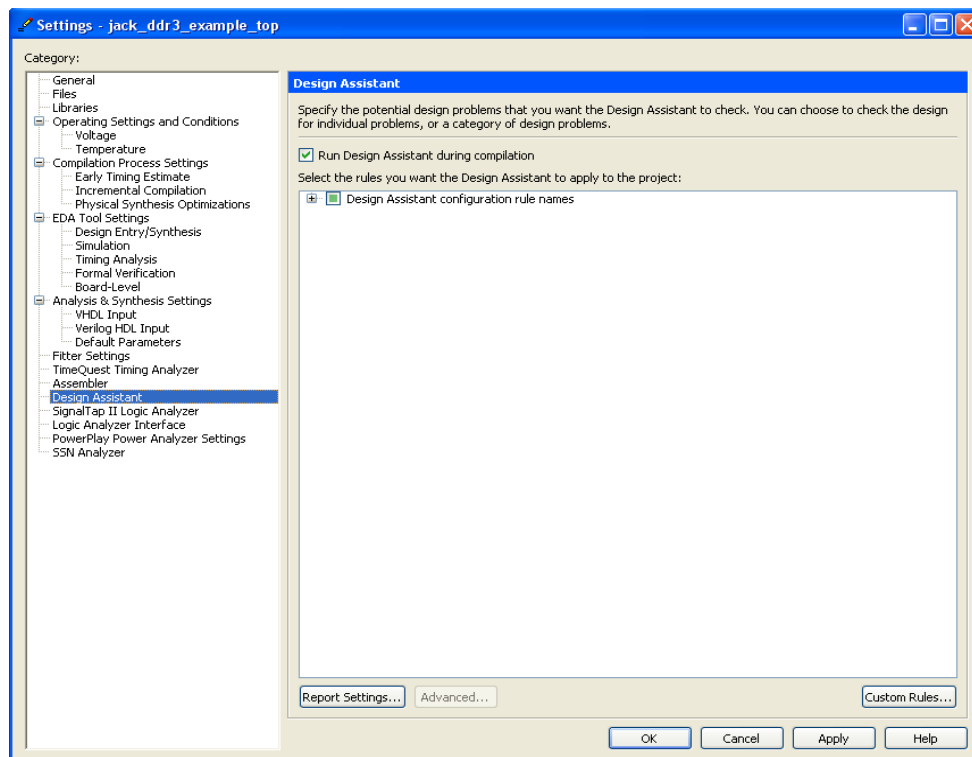 Settings - jack_ddr3_example_top
Category:
General
Files
Libraries
Operating Settings and Conditions
Voltage
Temperature
Compilation Process Settings
Early Timing Estimate
Incremental Compilation
Physical Synthesis Optimizations
EDA Tool Settings
Design Entry/Synthesis
Simulation
Timing Analysis
Formal Verification
Board-Level
Analysis & Synthesis Settings
VHDL Input
Verilog HDL Input
Default Parameters
Fitter Settings
TimeQuest Timing Analyzer
Assembler
Design Assistant
SignalTap II Logic Analyzer
Logic Analyzer Interface
PowerPlay Power Analyzer Settings
SSN Analyzer
Design Assistant
Specify the potential design problems that you want the Design Assistant to check. You can choose to check the design
for individual problems, or a category of design problems.
Run Design Assistant during compilation
Select the rules you want the Design Assistant to apply to the project:
Design Assistant configuration rule names
Report Settings... Advanced... Custom Rules...
OK Cancel Apply Help